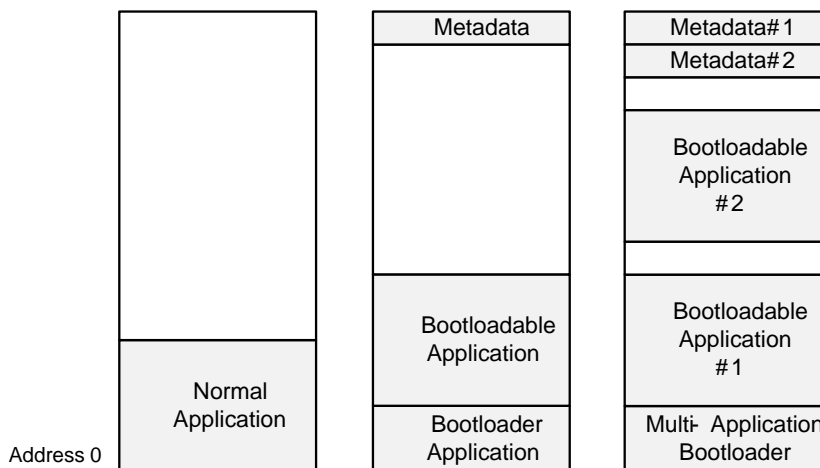 Metadata
Metadata#1
Metadata#2
Bootloadable
Application
#2
Bootloadable
Application
Bootloadable
Application
#1
Normal
Application
Bootloader
Application
Multi- Application
Bootloader
Address 0